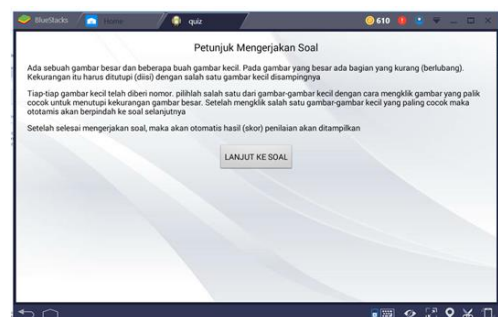 BlueStacks Home quiz 610
Petunjuk Mengerjakan Soal
Ada sebuah gambar besar dan beberapa buah gambar kecil. Pada gambar yang besar ada bagian yang kurang (berlubang).
Kekurangan itu harus ditutupi (diisi) dengan salah satu gambar kecil disampingnya
Tiap-tiap gambar kecil telah diberi nomor. pilihlah salah satu dari gambar-gambar kecil dengan cara mengklik gambar yang palik
cocok untuk menutupi kekurangan gambar besar. Setelah mengklik salah satu gambar-gambar kecil yang paling cocok maka
ototamis akan berpindah ke soal selanjutnya
Setelah selesai mengerjakan soal, maka akan otomatis hasil (skor) penilaian akan ditampilkan
LANJUT KE SOAL